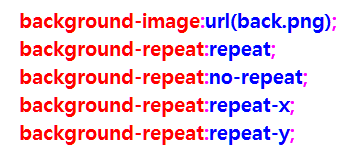 background-image:url(back.png);
background-repeat:repeat;
background-repeat:no-repeat;
background-repeat:repeat-x;
background-repeat:repeat-y;